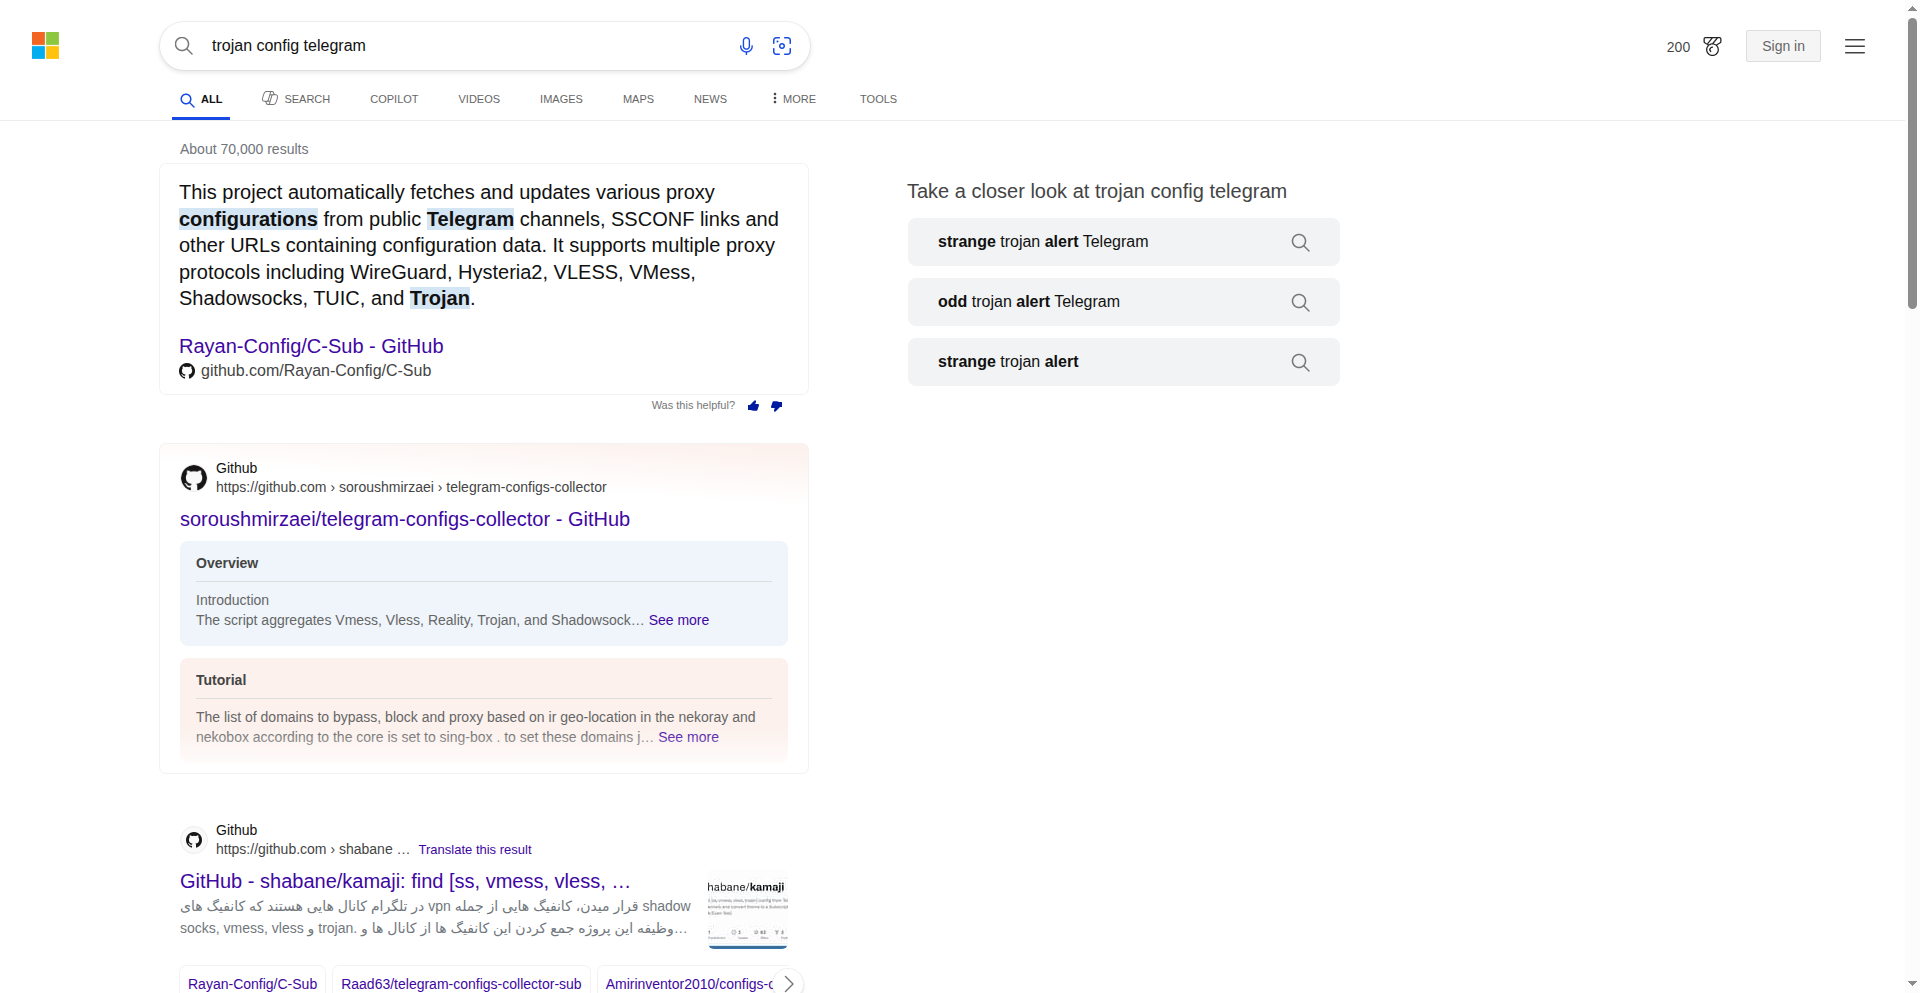 trojan config telegram
200
Sign in
ALL
SEARCH
COPILOT
VIDEOS
IMAGES
MAPS
NEWS
MORE
TOOLS
About 70,000 results
This project automatically fetches and updates various proxy
configurations from public Telegram channels, SSCONF links and
other URLs containing configuration data. It supports multiple proxy
protocols including WireGuard, Hysteria2, VLESS, VMess,
Shadowsocks, TUIC, and Trojan.
Rayan-Config/C-Sub - GitHub
github.com/Rayan-Config/C-Sub
Was this helpful?
Take a closer look at trojan config telegram
strange trojan alert Telegram
odd trojan alert Telegram
strange trojan alert
Github
https://github.com › soroushmirzaei › telegram-configs-collector
soroushmirzaei/telegram-configs-collector - GitHub
Overview
Introduction
The script aggregates Vmess, Vless, Reality, Trojan, and Shadowsock… See more
Tutorial
The list of domains to bypass, block and proxy based on ir geo-location in the nekoray and
nekobox according to the core is set to sing-box . to set these domains j… See more
Github
https://github.com › shabane … Translate this result
GitHub - shabane/kamaji: find [ss, vmess, vless, …
در تلگرام کانال هایی هستند که کانفیگ های vpn قرار میدن، کانفیگ هایی از جمله shadow
socks, vmess, vless و trojan. وظیفه این پروژه جمع کردن این کانفیگ ها از کانال ها و…
habane/kamaji
Rayan-Config/C-Sub
Raad63/telegram-configs-collector-sub
Amirinventor2010/configs-c